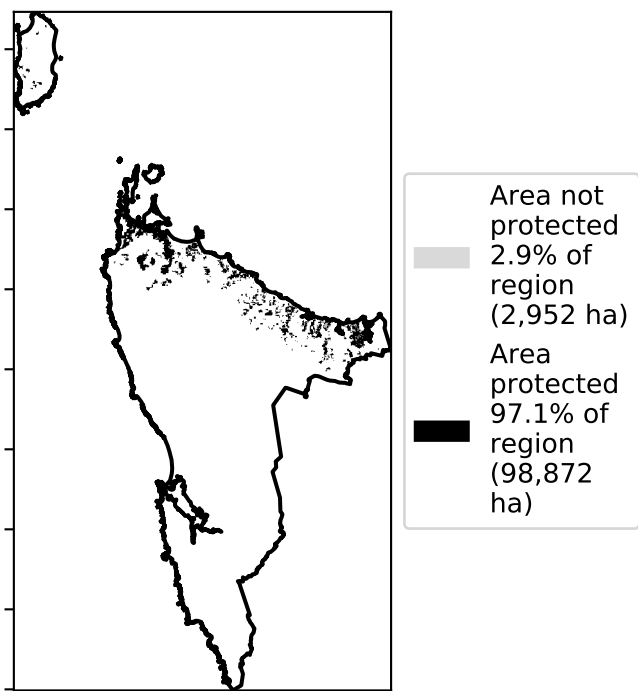 Area not
protected
2.9% of
region
(2,952 ha)
Area
protected
97.1% of
region
(98,872
ha)